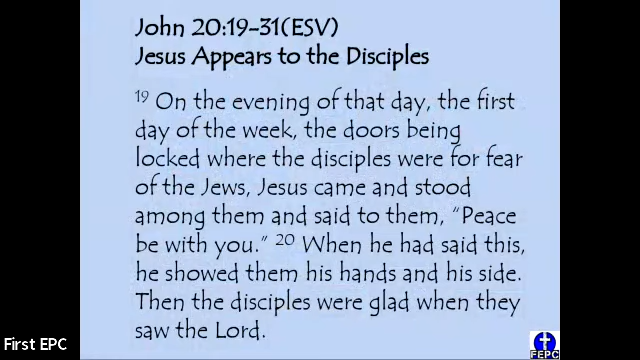 John 20:19-31(ESV)
Jesus Appears to the Disciples
19 On the evening of that day, the first
day of the week, the doors being
locked where the disciples were for fear
of the Jews, Jesus came and stood
among them and said to them, “Peace
be with you.” 20 When he had said this,
he showed them his hands and his side.
Then the disciples were glad when they
saw the Lord.
First EPC
FEPC